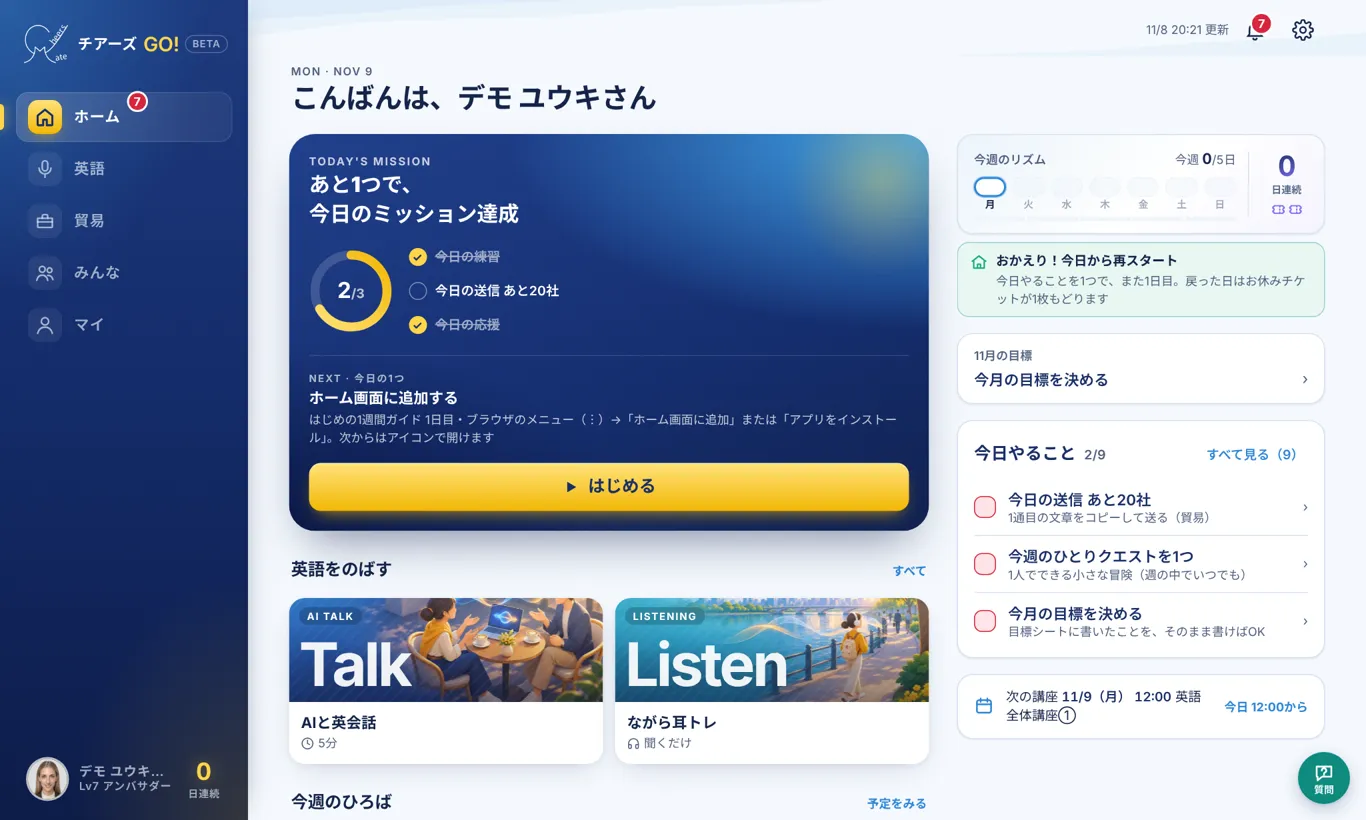 Cheers
Mate
チアーズ GO! BETA
ホーム 7
英語
貿易
みんな
マイ
デモ ユウキ...
Lv7 アンバサダー
0
日連続
11/8 20:21 更新
7
MON · NOV 9
こんばんは、デモ ユウキさん
TODAY'S MISSION
あと1つで、
今日のミッション達成
2/3
今日の練習
今日の送信 あと20社
今日の応援
NEXT · 今日の1つ
ホーム画面に追加する
はじめの1週間ガイド 1日目・ブラウザのメニュー（⋮）→「ホーム画面に追加」または「アプリをインストー
ル」。次からはアイコンで開けます
はじめる
英語をのばす
すべて
AI TALK
Talk
AIと英会話
5分
LISTENING
Listen
ながら耳トレ
聞くだけ
今週のひろば
予定をみる
今週のリズム
今週 0/5日
月 火 水 木 金 土 日
0
日連続
おかえり！今日から再スタート
今日やることを1つで、また1日目。戻った日はお休みチケ
ットが1枚もどります
11月の目標
今月の目標を決める
今日やること 2/9
すべて見る（9）
今日の送信 あと20社
1通目の文章をコピーして送る（貿易）
今週のひとりクエストを1つ
1人でできる小さな冒険（週の中でいつでも）
今月の目標を決める
目標シートに書いたことを、そのまま書けばOK
次の講座 11/9（月） 12:00 英語
全体講座①
今日 12:00から
質問